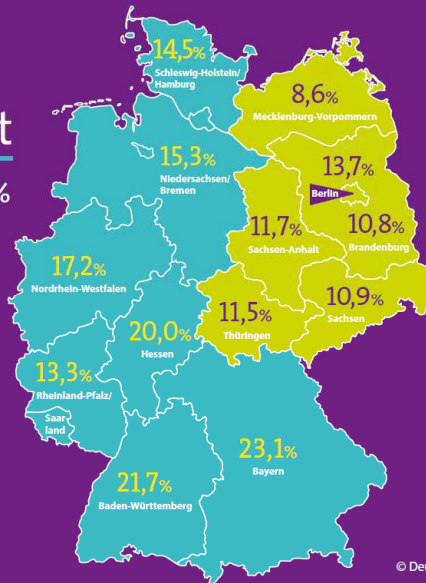 14,5%
Schleswig-Holstein/
Hamburg
8,6%
Mecklenburg-Vorpommern
t
15,3%
Niedersachsen/
Bremen
%
13,7%
Berlin
11,7%
Sachsen-Anhalt
10,8%
Brandenburg
17,2%
Nordrhein-Westfalen
11,5%
Thüringen
10,9%
Sachsen
20,0%
Hessen
13,3%
Rheinland-Pfalz/
Saar-
land
23,1%
Bayern
21,7%
Baden-Württemberg
© Deu